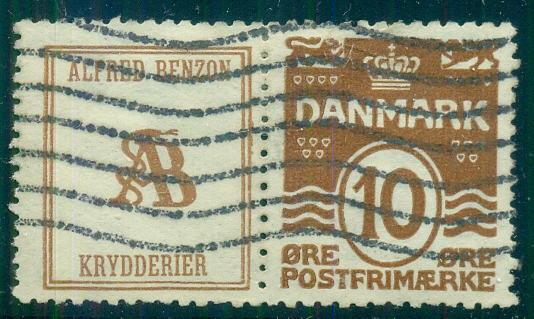 ALFRED BENZON
AB
KRYDDERIER
DANMARK
10
ØRE ØRE
POSTFRIMÆRKE